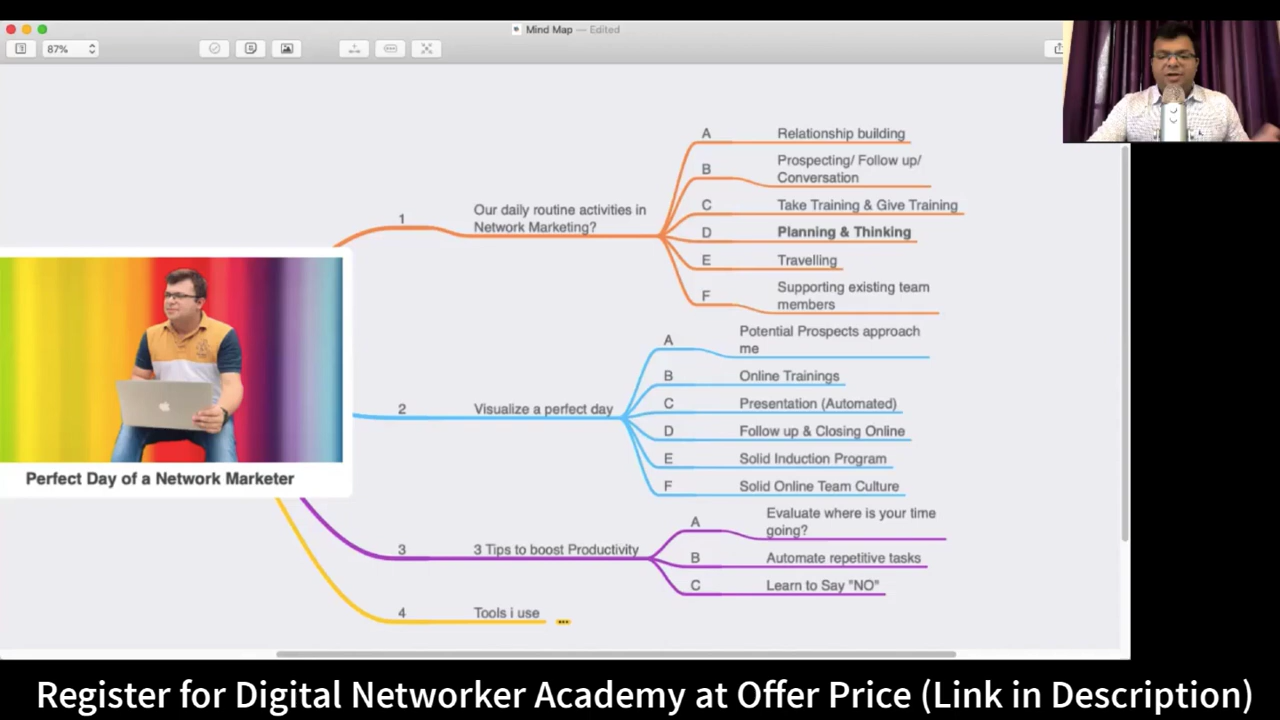 Mind Map — Edited
87%
A
Relationship building
B
Prospecting/ Follow up/
Conversation
1
Our daily routine activities in
Network Marketing?
C
Take Training & Give Training
D
Planning & Thinking
E
Travelling
F
Supporting existing team
members
Perfect Day of a Network Marketer
2
Visualize a perfect day
A
Potential Prospects approach
me
B
Online Trainings
C
Presentation (Automated)
D
Follow up & Closing Online
E
Solid Induction Program
F
Solid Online Team Culture
3
3 Tips to boost Productivity
A
Evaluate where is your time
going?
B
Automate repetitive tasks
C
Learn to Say "NO"
4
Tools i use
Register for Digital Networker Academy at Offer Price (Link in Description)